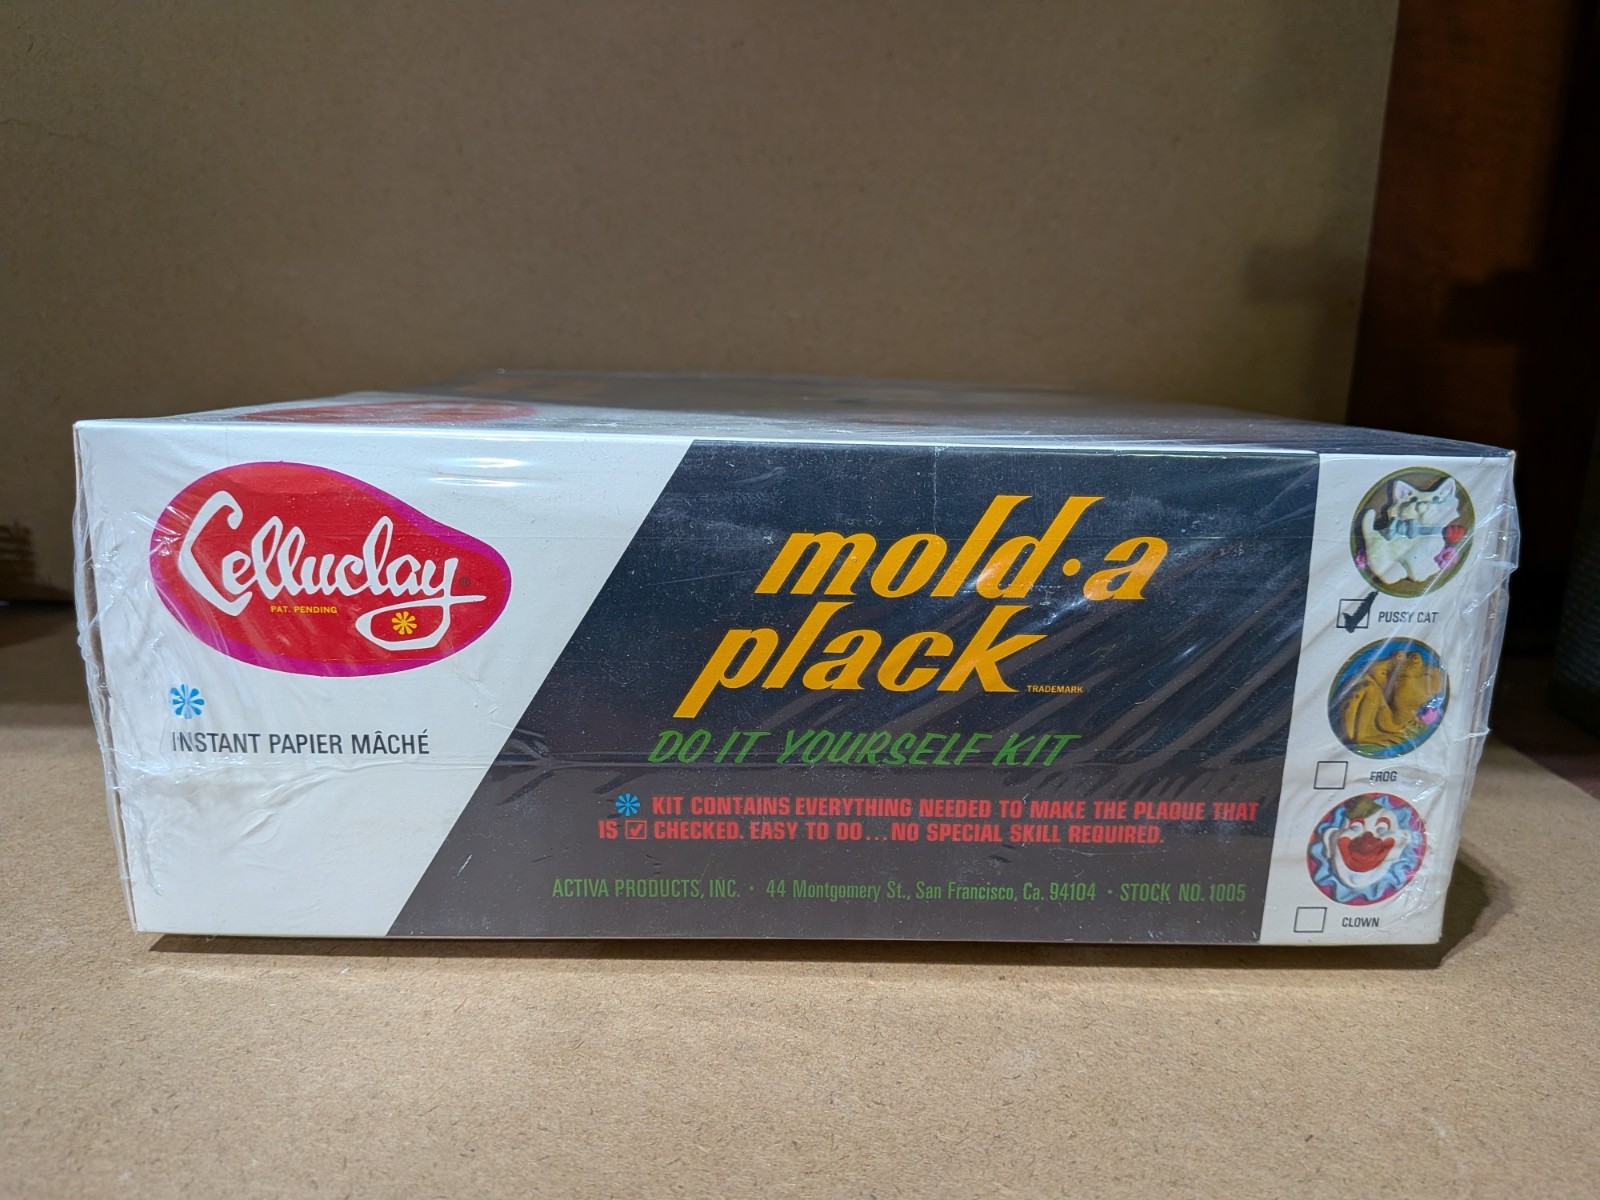 Celluclay®
PAT. PENDING
INSTANT PAPIER MÂCHÉ
mold·a
plack
TRADEMARK
DO IT YOURSELF KIT
KIT CONTAINS EVERYTHING NEEDED TO MAKE THE PLAQUE THAT
IS ☑ CHECKED. EASY TO DO...NO SPECIAL SKILL REQUIRED.
ACTIVA PRODUCTS, INC. · 44 Montgomery St., San Francisco, Ca. 94104 · STOCK NO. 1005
PUSSY CAT
FROG
CLOWN